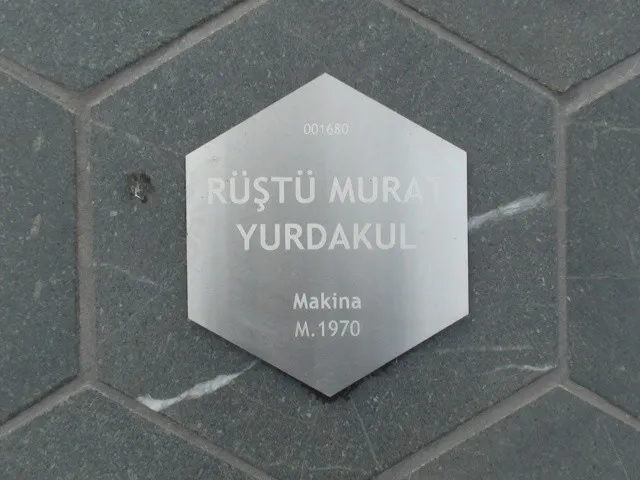 001680
RÜŞTÜ MURAT
YURDAKUL
Makina
M.1970